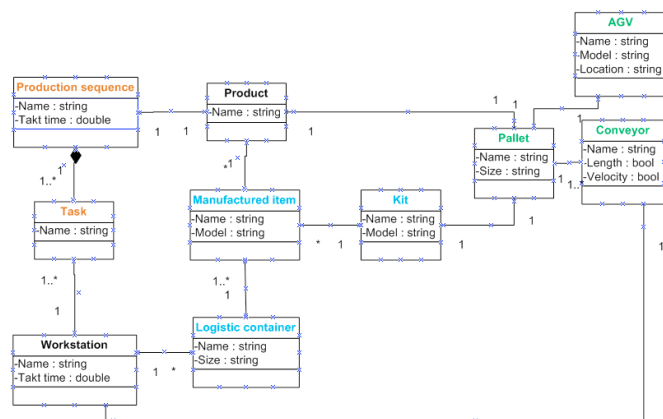 AGV
-Name : string
-Model : string
-Location : string
Production sequence
-Name : string
-Takt time : double
Product
-Name : string
1
1
1
1
1
1
Pallet
-Name : string
-Size : string
Conveyor
-Name : string
-Length : bool
-Velocity : bool
1
1
1..*
1
1..*
*
1
Task
-Name : string
Manufactured item
-Name : string
-Model : string
Kit
-Name : string
-Model : string
*
1
1
1
1
1..*
1
1..*
1
Workstation
-Name : string
-Takt time : double
Logistic container
-Name : string
-Size : string
1
*